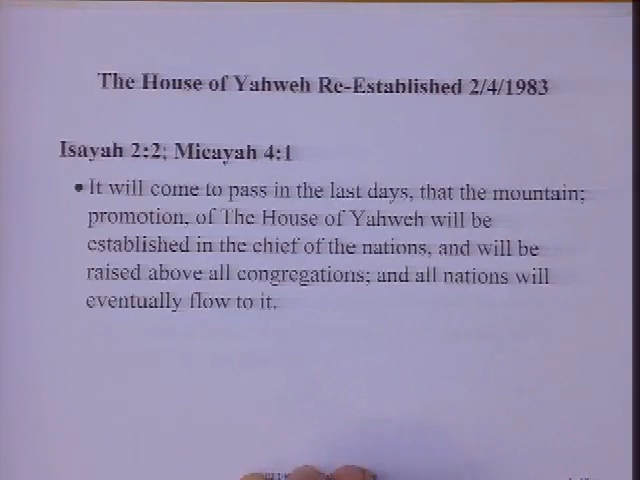 The House of Yahweh Re-Established 2/4/1983
Isayah 2:2; Micayah 4:1
• It will come to pass in the last days, that the mountain;
promotion, of The House of Yahweh will be
established in the chief of the nations, and will be
raised above all congregations; and all nations will
eventually flow to it.